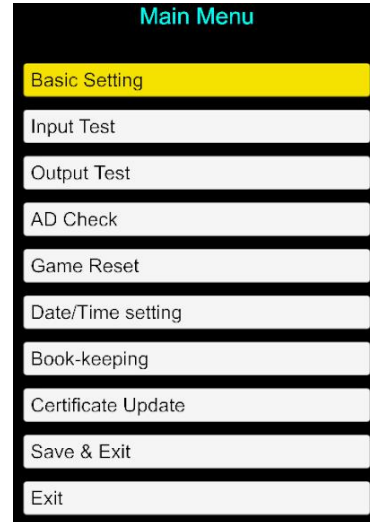 Main Menu
Basic Setting
Input Test
Output Test
AD Check
Game Reset
Date/Time setting
Book-keeping
Certificate Update
Save & Exit
Exit